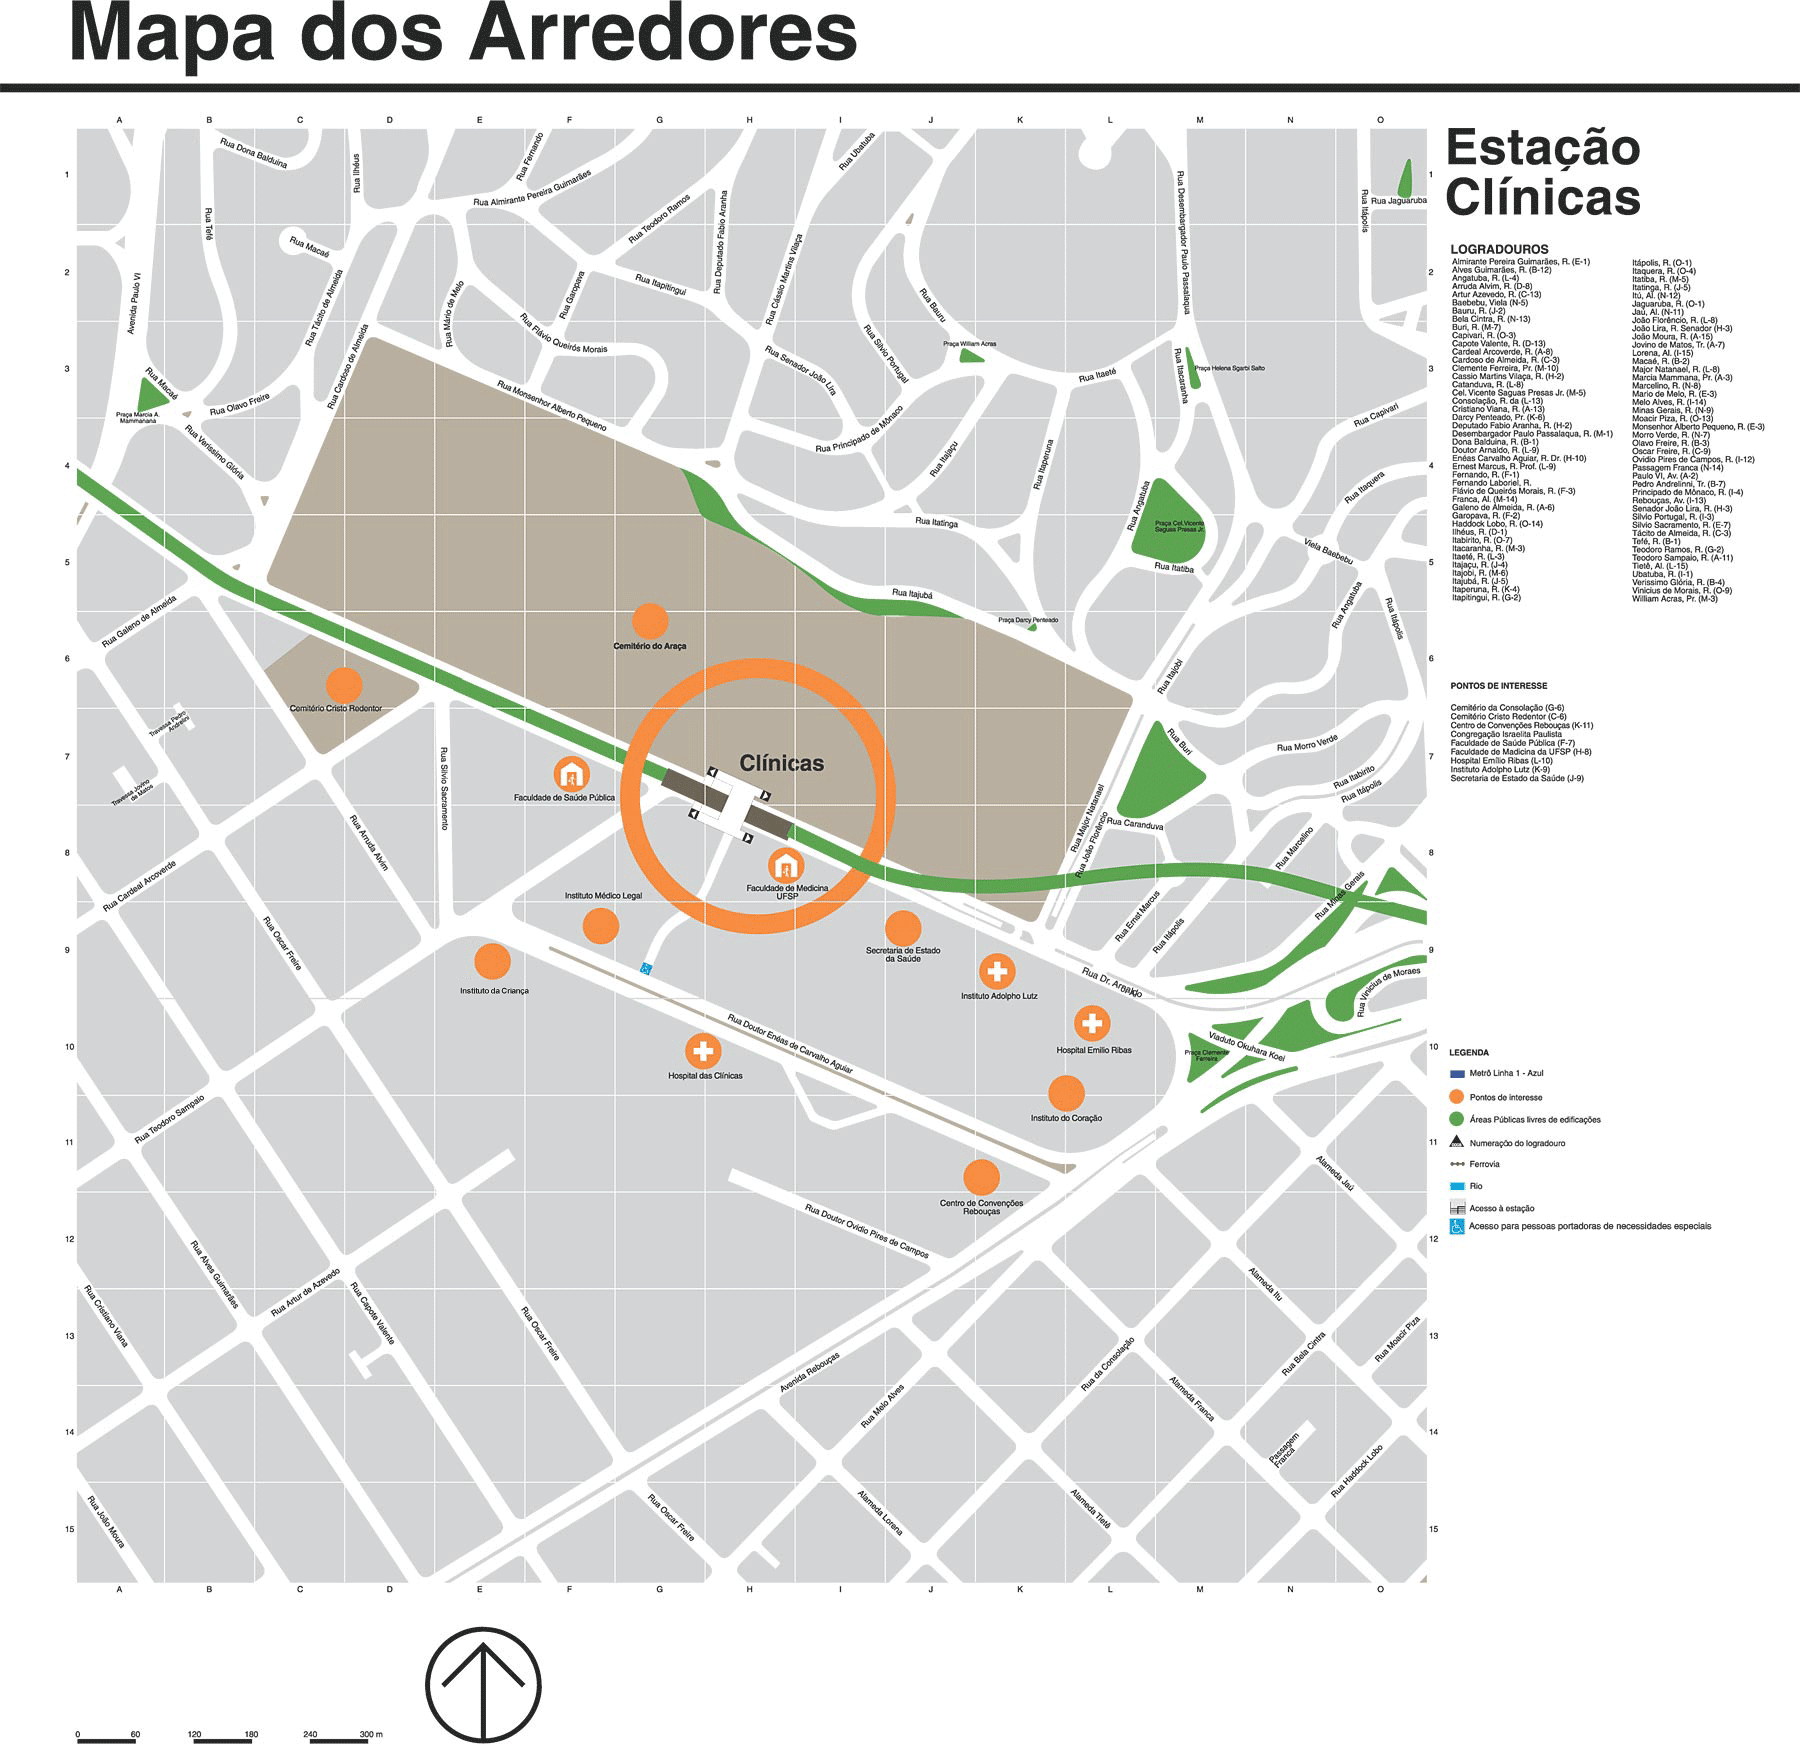 Mapa dos Arredores
A B C D E F G H I J K L M N O
1
2
3
4
5
6
7
8
9
10
11
12
13
14
15
1
2
3
4
5
6
7
8
9
10
11
12
13
14
15
Rua Dona Balduina
Rua Ilhéus
Rua Fernando
Rua Almirante Pereira Guimarães
Rua Ubatuba
Rua Tefé
Rua Macaé
Rua Teodoro Ramos
Rua Deputado Fabio Aranha
Rua Cássio Martins Vilaça
Rua Desembargador Paulo Passalaqua
Rua Itápolis
Rua Jaguaruba
Avenida Paulo VI
Rua Tácito de Almeida
Rua Cardoso de Almeida
Rua Mário de Melo
Rua Garopava
Rua Itapitingui
Rua Flávio Queirós Morais
Rua Bauru
Rua Silvio Portugal
Praça William Acras
Rua Senador João Lira
Rua Itaeté
Rua Itacaranha
Praça Helena Sgarbi Salto
Rua Macaé
Praça Marcia A.
Mammanana
Rua Olavo Freire
Rua Verissimo Glória
Rua Monsenhor Alberto Pequeno
Rua Principado de Mônaco
Rua Itajaçu
Rua Itaperuna
Rua Capivari
Rua Itaquera
Rua Angatuba
Praça Cel.Vicente
Saguas Presas Jr.
Rua Itatinga
Rua Itatiba
Viela Baebebu
Rua Angatuba
Rua Itápolis
Rua Itajubá
Praça Darcy Penteado
Rua Galeno de Almeida
Cemitério do Araça
Cemitério Cristo Redentor
Rua Itajobi
Travessa Pedro
Andrelini
Travessa Jovino
de Matos
Rua Silvio Sacramento
Faculdade de Saúde Pública
Clínicas
Rua Buri
Rua Morro Verde
Rua Itabirito
Rua Itápolis
Rua Major Natanael
Rua João Florêncio
Rua Caranduva
Rua Marcelino
Rua Arruda Alvim
Rua Cardeal Arcoverde
Faculdade de Medicina
UFSP
Instituto Médico Legal
Rua Minas Gerais
Rua Ernst Marcus
Rua Itápolis
Rua Oscar Freire
Instituto da Criança
Secretaria de Estado
da Saúde
Instituto Adolpho Lutz
Rua Dr. Arnaldo
Rua Vinicius de Moraes
Rua Doutor Enéas de Carvalho Aguiar
Hospital das Clínicas
Hospital Emilio Ribas
Viaduto Okuhara Koei
Praça Clemente
Ferreira
Instituto do Coração
Rua Teodoro Sampaio
Centro de Convenções
Rebouças
Rua Doutor Ovidio Pires de Campos
Alameda Jaú
Rua Alves Guimarães
Rua Artur de Azevedo
Rua Capote Valente
Rua Cristiano Viana
Rua Oscar Freire
Alameda Itu
Rua Moacir Piza
Rua Bela Cintra
Rua da Consolação
Avenida Rebouças
Rua Melo Alves
Alameda Franca
Passagem
Franca
Rua Haddock Lobo
Rua João Moura
Rua Oscar Freire
Alameda Lorena
Alameda Tietê
A B C D E F G H I J K L M N O
0 60 120 180 240 300 m
Estação
Clínicas
LOGRADOUROS
Almirante Pereira Guimarães, R. (E-1)
Alves Guimarães, R. (B-12)
Angatuba, R. (L-4)
Arruda Alvim, R. (D-8)
Artur Azevedo, R. (C-13)
Baebebu, Viela (N-5)
Bauru, R. (J-2)
Bela Cintra, R. (N-13)
Buri, R. (M-7)
Capivari, R. (O-3)
Capote Valente, R. (D-13)
Cardeal Arcoverde, R. (A-8)
Cardoso de Almeida, R. (C-3)
Clemente Ferreira, Pr. (M-10)
Cassio Martins Vilaça, R. (H-2)
Catanduva, R. (L-8)
Cel. Vicente Saguas Presas Jr. (M-5)
Consolação, R. da (L-13)
Cristiano Viana, R. (A-13)
Darcy Penteado, Pr. (K-6)
Deputado Fabio Aranha, R. (H-2)
Desembargador Paulo Passalaqua, R. (M-1)
Dona Balduina, R. (B-1)
Doutor Arnaldo, R. (L-9)
Enéas Carvalho Aguiar, R. Dr. (H-10)
Ernest Marcus, R. Prof. (L-9)
Fernando, R. (F-1)
Fernando Laboriel, R.
Flávio de Queirós Morais, R. (F-3)
Franca, Al. (M-14)
Galeno de Almeida, R. (A-6)
Garopava, R. (F-2)
Haddock Lobo, R. (O-14)
Ilhéus, R. (D-1)
Itabirito, R. (O-7)
Itacaranha, R. (M-3)
Itaeté, R. (L-3)
Itajaçu, R. (J-4)
Itajobi, R. (M-6)
Itajubá, R. (J-5)
Itaperuna, R. (K-4)
Itapitingui, R. (G-2)
Itápolis, R. (O-1)
Itaquera, R. (O-4)
Itatiba, R. (M-5)
Itatinga, R. (J-5)
Itú, Al. (N-12)
Jaguaruba, R. (O-1)
Jaú, Al. (N-11)
João Florêncio, R. (L-8)
João Lira, R. Senador (H-3)
João Moura, R. (A-15)
Jovino de Matos, Tr. (A-7)
Lorena, Al. (I-15)
Macaé, R. (B-2)
Major Natanael, R. (L-8)
Marcia Mammana, Pr. (A-3)
Marcelino, R. (N-8)
Mario de Melo, R. (E-3)
Melo Alves, R. (I-14)
Minas Gerais, R. (N-9)
Moacir Piza, R. (O-13)
Monsenhor Alberto Pequeno, R. (E-3)
Morro Verde, R. (N-7)
Olavo Freire, R. (B-3)
Oscar Freire, R. (C-9)
Ovidio Pires de Campos, R. (I-12)
Passagem Franca (N-14)
Paulo VI, Av. (A-2)
Pedro Andrelinni, Tr. (B-7)
Principado de Mônaco, R. (I-4)
Rebouças, Av. (I-13)
Senador João Lira, R. (H-3)
Silvio Portugal, R. (I-3)
Silvio Sacramento, R. (E-7)
Tácito de Almeida, R. (C-3)
Tefé, R. (B-1)
Teodoro Ramos, R. (G-2)
Teodoro Sampaio, R. (A-11)
Tietê, Al. (L-15)
Ubatuba, R. (I-1)
Verissimo Glória, R. (B-4)
Vinicius de Morais, R. (O-9)
William Acras, Pr. (M-3)
PONTOS DE INTERESSE
Cemitério da Consolação (G-6)
Cemitério Cristo Redentor (C-6)
Centro de Convenções Rebouças (K-11)
Congregação Israelita Paulista
Faculdade de Saúde Pública (F-7)
Faculdade de Madicina da UFSP (H-8)
Hospital Emílio Ribas (L-10)
Instituto Adolpho Lutz (K-9)
Secretaria de Estado da Saúde (J-9)
LEGENDA
Metrô Linha 1 - Azul
Pontos de interesse
Áreas Públicas livres de edificações
Numeração do logradouro
Ferrovia
Rio
Acesso à estação
Acesso para pessoas portadoras de necessidades especiais